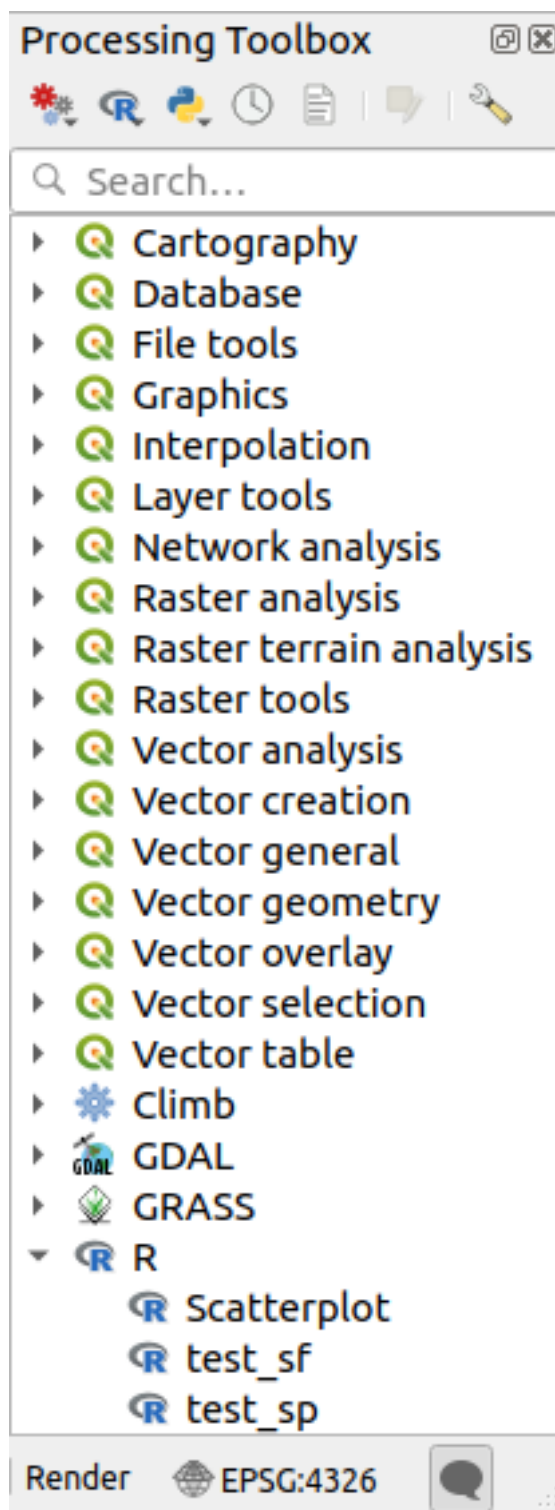 Processing Toolbox
Search...
Cartography
Database
File tools
Graphics
Interpolation
Layer tools
Network analysis
Raster analysis
Raster terrain analysis
Raster tools
Vector analysis
Vector creation
Vector general
Vector geometry
Vector overlay
Vector selection
Vector table
Climb
GDAL GDAL
GRASS
R R
R Scatterplot
R test_sf
R test_sp
Render EPSG:4326